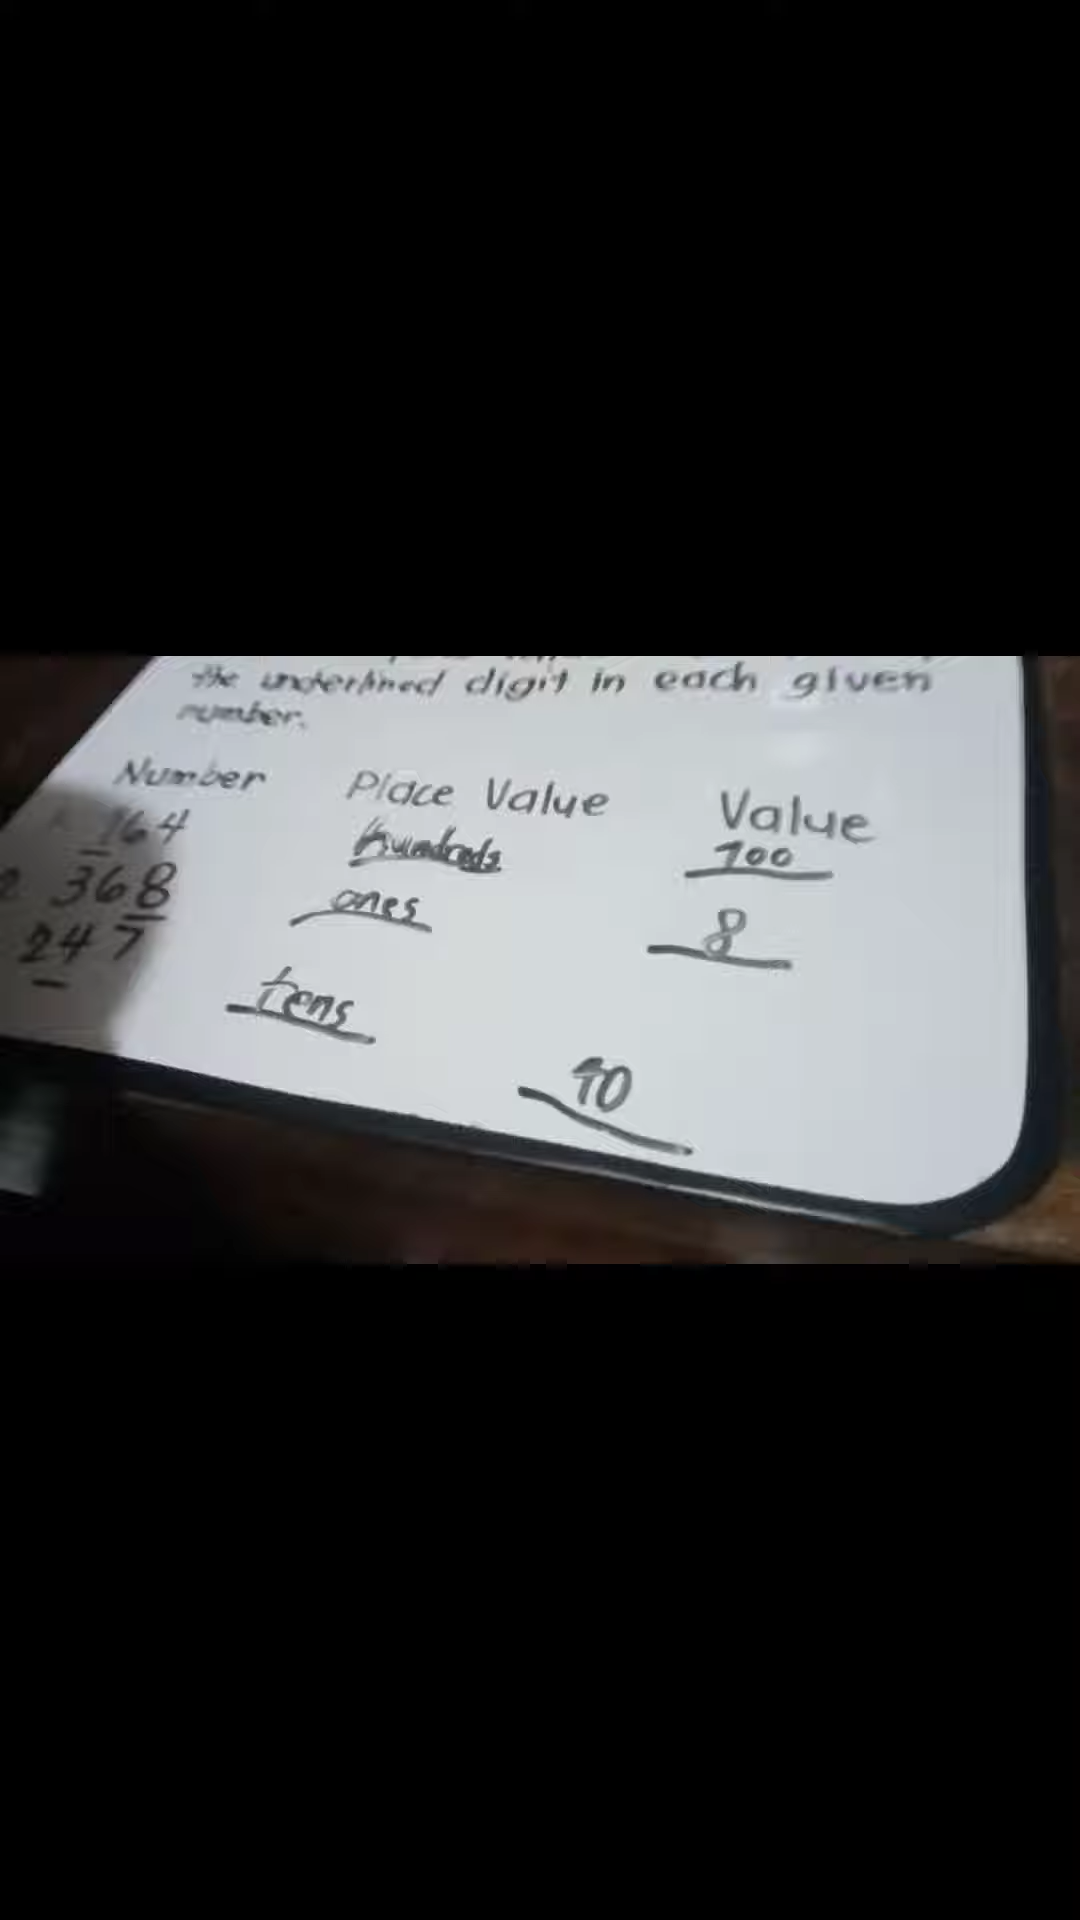 the underlined digit in each given
number.
Number Place Value Value
164 hundreds 100
2. 368 ones 8
247 tens
40